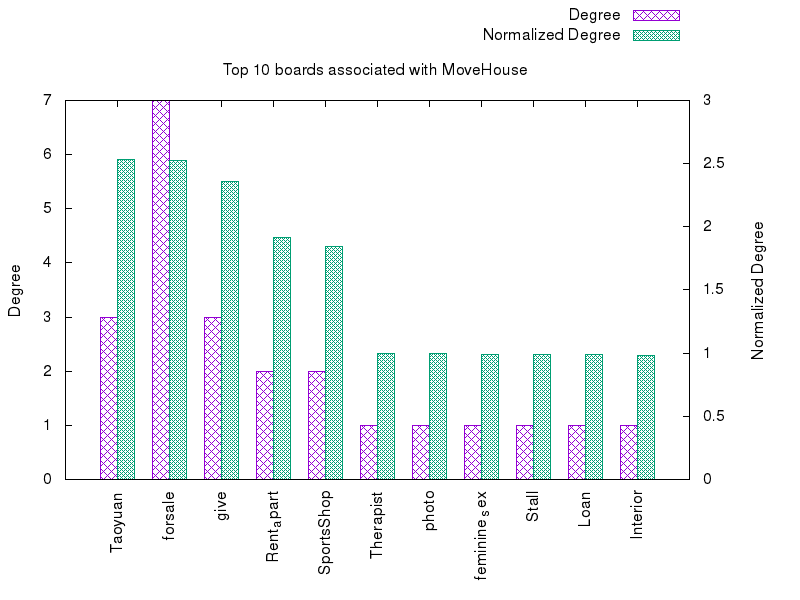 Degree
Normalized Degree
Top 10 boards associated with MoveHouse
7
6
5
4
3
2
1
0
3
2.5
2
1.5
1
0.5
0
Degree
Normalized Degree
Taoyuan
forsale
give
Rentapart
SportsShop
Therapist
photo
femininesex
Stall
Loan
Interior